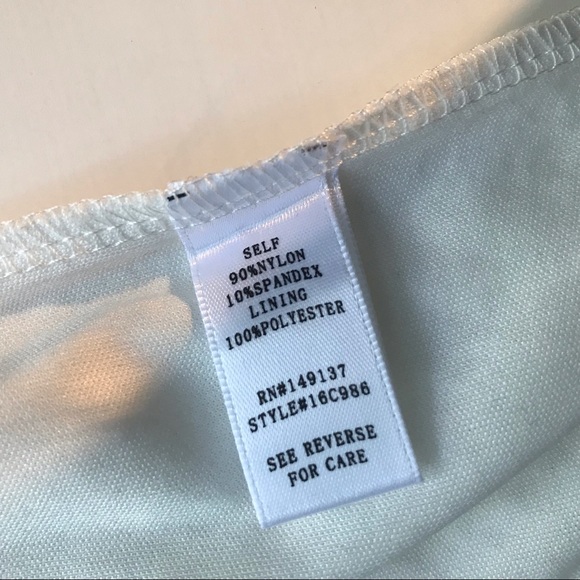 SELF
90%NYLON
10%SPANDEX
LINING
100%POLYESTER
RN#149137
STYLE#16C986
SEE REVERSE
FOR CARE